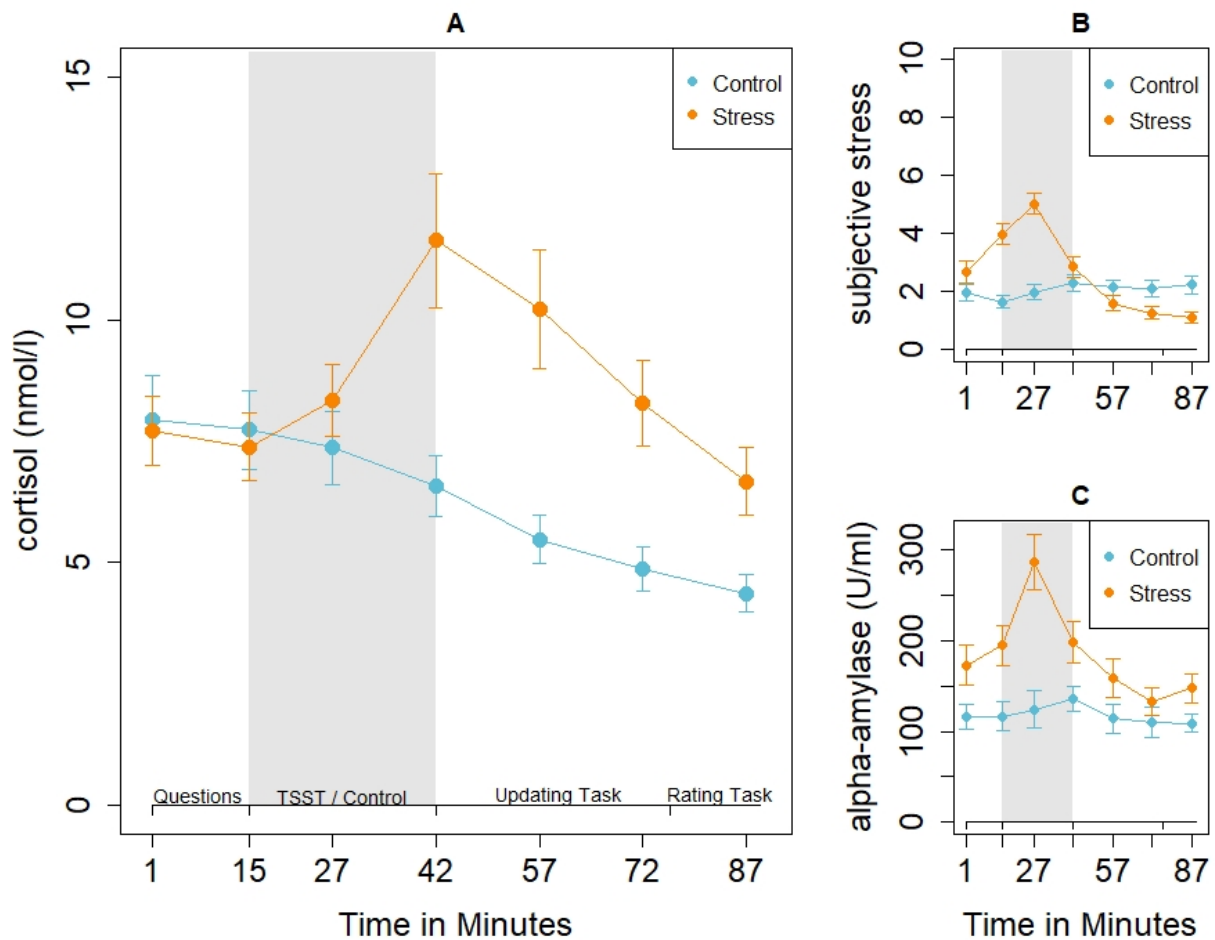 A
15
10
5
0
cortisol (nmol/l)
Control
Stress
Questions
TSST / Control
Updating Task
Rating Task
1 15 27 42 57 72 87
Time in Minutes
B
10
8
6
4
2
0
subjective stress
Control
Stress
1 27 57 87
C
300
200
100
0
alpha-amylase (U/ml)
Control
Stress
1 27 57 87
Time in Minutes